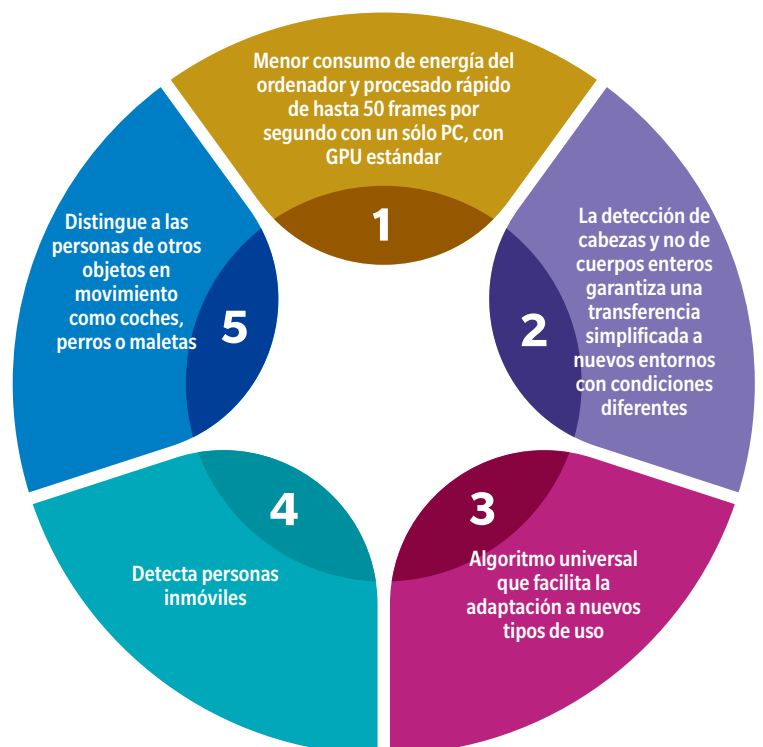 Menor consumo de energía del
ordenador y procesado rápido
de hasta 50 frames por
segundo con un sólo PC, con
GPU estándar
1
La detección de
cabezas y no de
cuerpos enteros
garantiza una
transferencia
simplificada a
nuevos entornos
con condiciones
diferentes
2
3
Algoritmo universal
que facilita la
adaptación a nuevos
tipos de uso
4
Detecta personas
inmóviles
Distingue a las
personas de otros
objetos en
movimiento
como coches,
perros o maletas
5